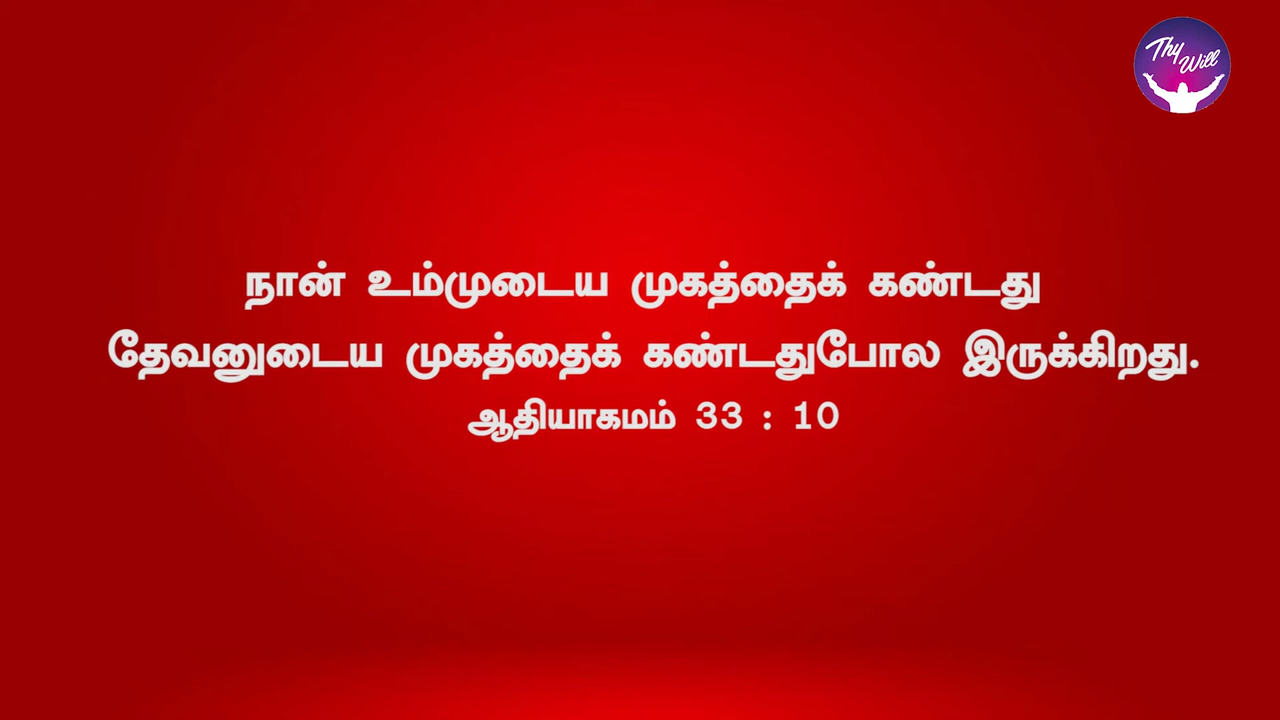 Thy Will
நான் உம்முடைய முகத்தைக் கண்டது
தேவனுடைய முகத்தைக் கண்டதுபோல இருக்கிறது.
ஆதியாகமம் 33 : 10